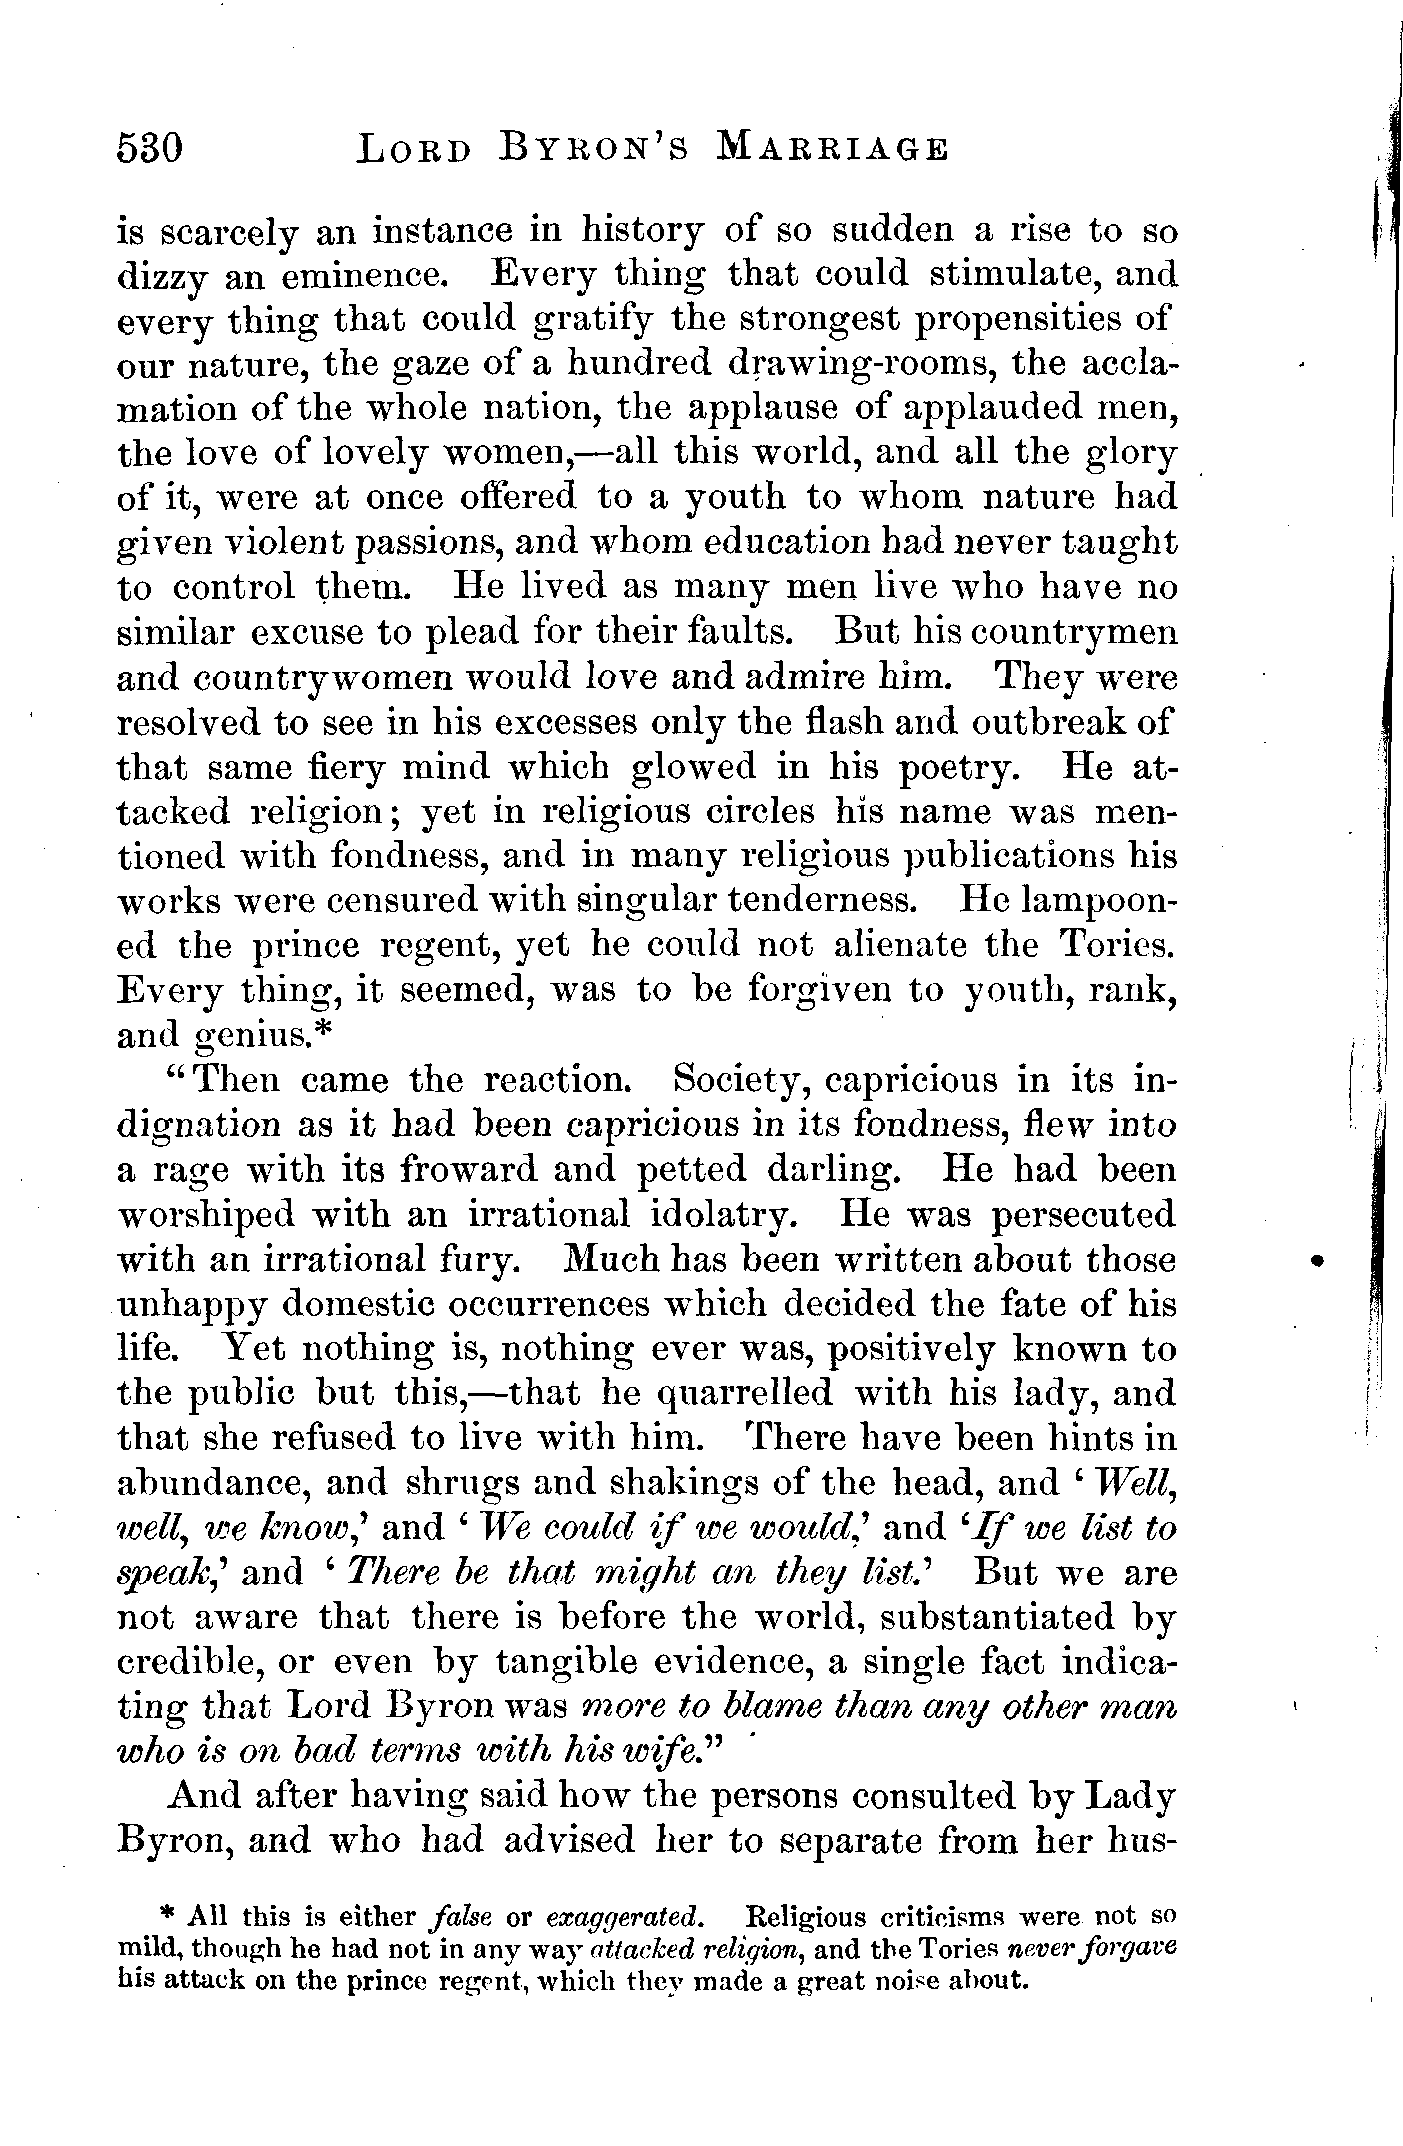 530 LORD BYRON'S MARRIAGE
is scarcely an instance in history of so sudden a rise to so
dizzy an eminence. Every thing that could stimulate, and
every thing that could gratify the strongest propensities of
our nature, the gaze of a hundred drawing-rooms, the accla-
mation of the whole nation, the applause of applauded men,
the love of lovely women,—all this world, and all the glory
of it, were at once offered to a youth to whom nature had
given violent passions, and whom education had never taught
to control them. He lived as many men live who have no
similar excuse to plead for their faults. But his countrymen
and countrywomen would love and admire him. They were
resolved to see in his excesses only the flash and outbreak of
that same fiery mind which glowed in his poetry. He at-
tacked religion; yet in religious circles his name was men-
tioned with fondness, and in many religious publications his
works were censured with singular tenderness. He lampoon-
ed the prince regent, yet he could not alienate the Tories.
Every thing, it seemed, was to be forgiven to youth, rank,
and genius.*
“Then came the reaction. Society, capricious in its in-
dignation as it had been capricious in its fondness, flew into
a rage with its froward and petted darling. He had been
worshiped with an irrational idolatry. He was persecuted
with an irrational fury. Much has been written about those
unhappy domestic occurrences which decided the fate of his
life. Yet nothing is, nothing ever was, positively known to
the public but this,—that he quarrelled with his lady, and
that she refused to live with him. There have been hints in
abundance, and shrugs and shakings of the head, and ‘Well,
well, we know,’ and ‘We could if we would,’ and ‘If we list to
speak,’ and ‘There be that might an they list.’ But we are
not aware that there is before the world, substantiated by
credible, or even by tangible evidence, a single fact indica-
ting that Lord Byron was more to blame than any other man
who is on bad terms with his wife.”
And after having said how the persons consulted by Lady
Byron, and who had advised her to separate from her hus-
* All this is either false or exaggerated. Religious criticisms were not so
mild, though he had not in any way attacked religion, and the Tories never forgave
his attack on the prince regent, which they made a great noise about.